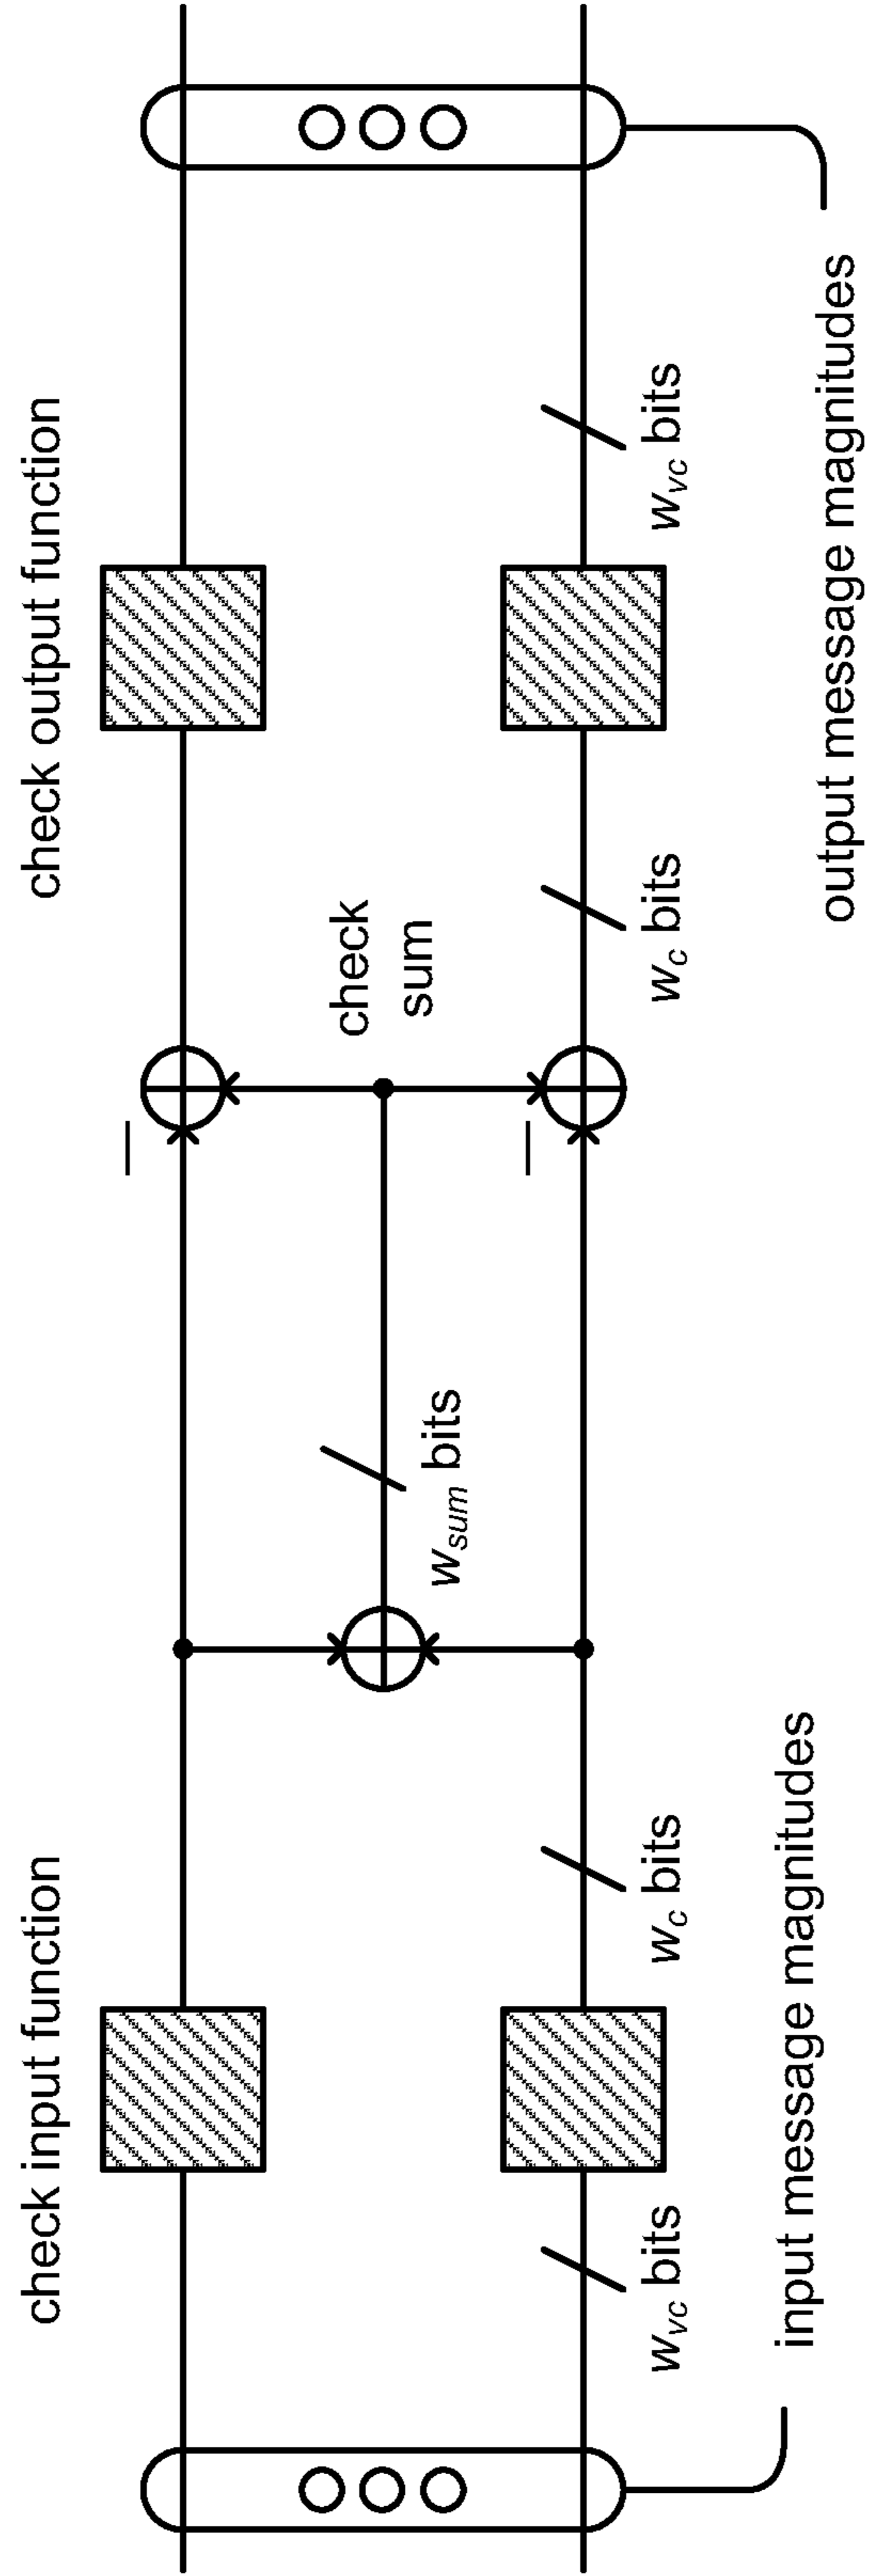 check input function
check output function
check
sum
w_sum bits
w_vc bits
w_c bits
w_c bits
w_vc bits
input message magnitudes
output message magnitudes